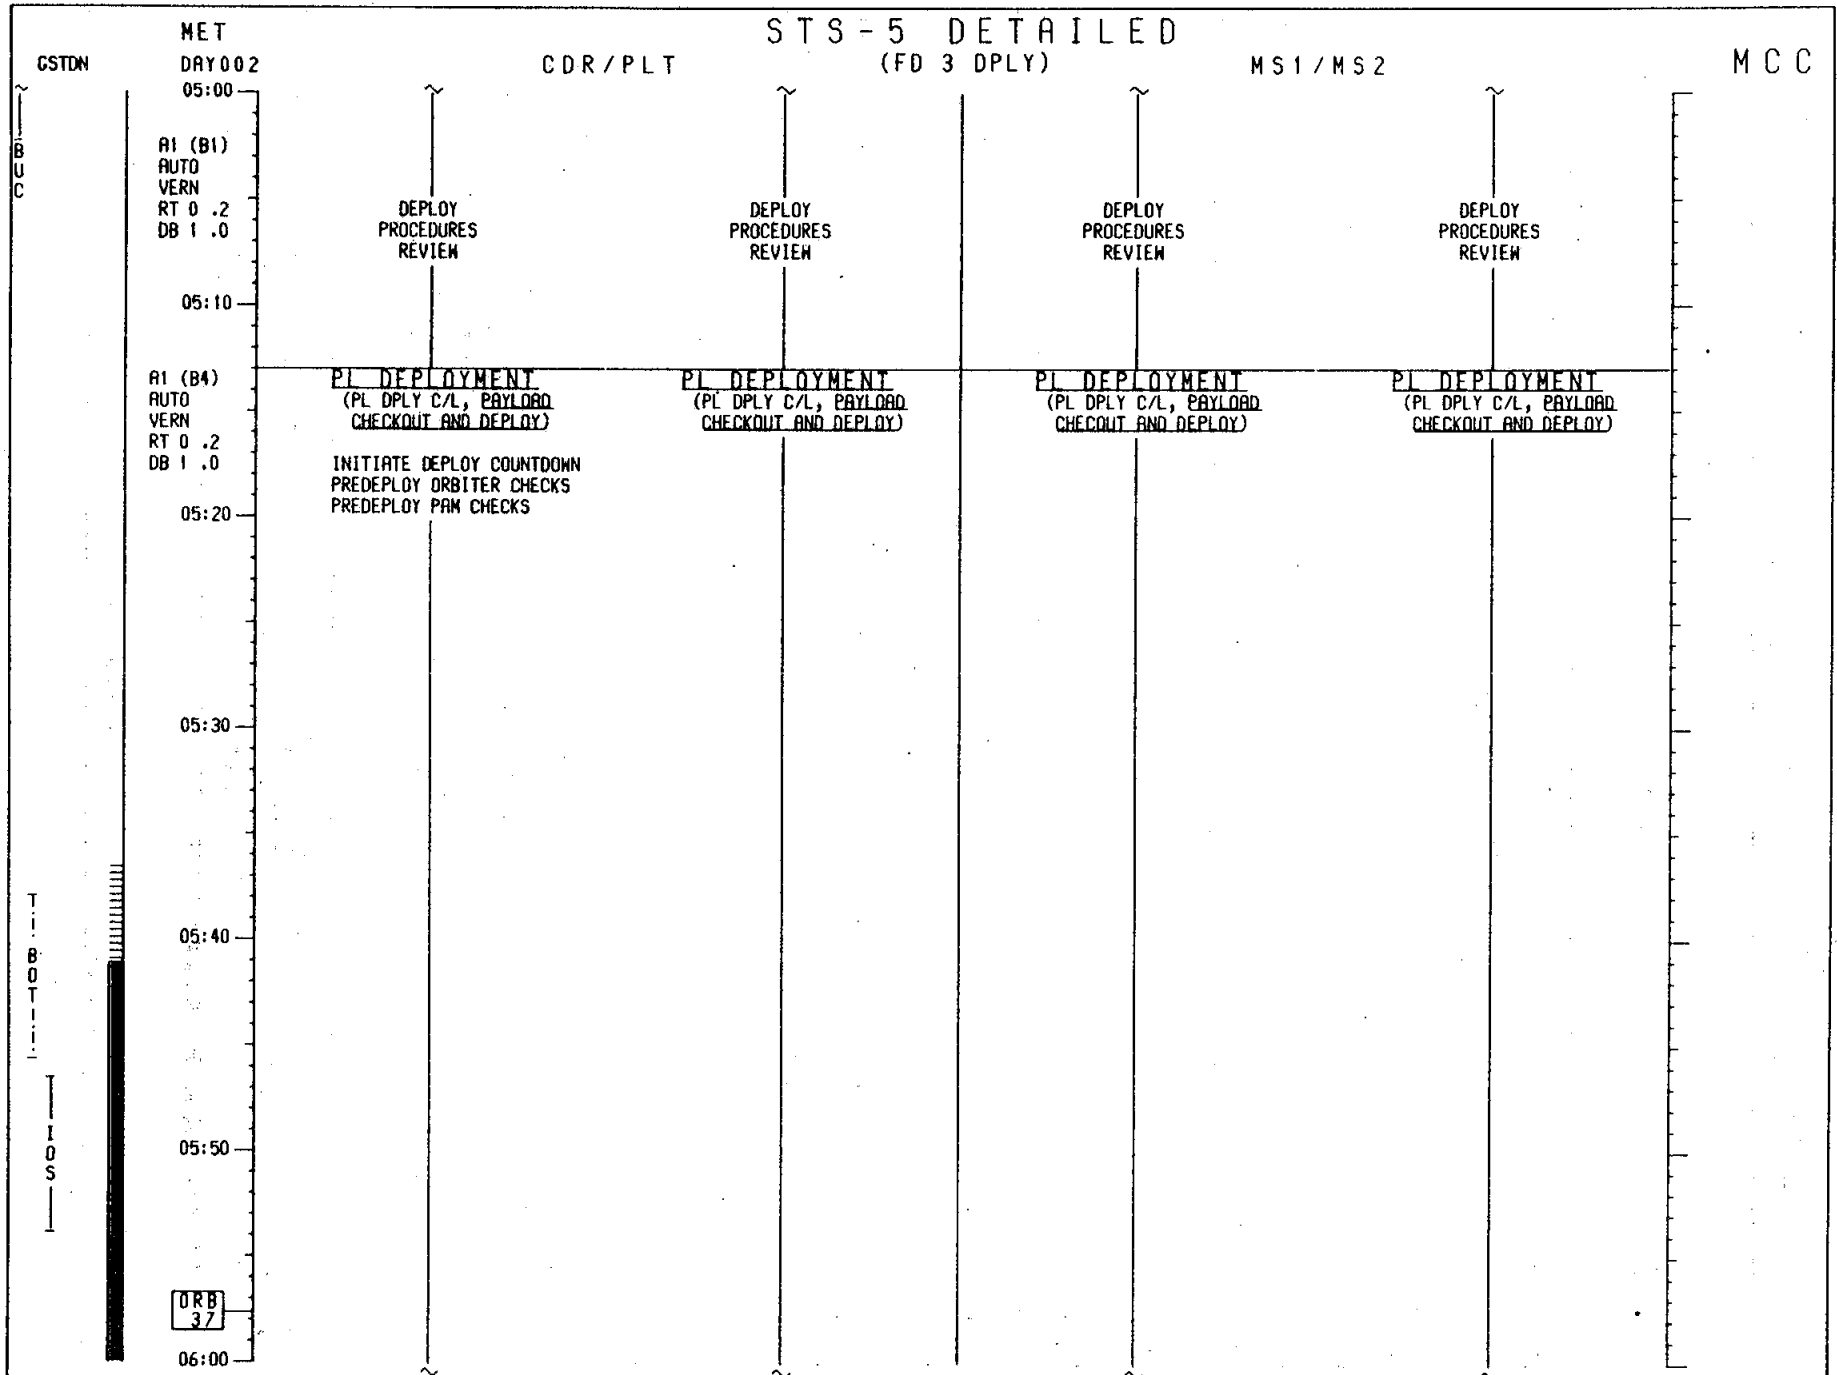 STS-5 DETAILED
MET
GSTDN
DAY002
CDR/PLT
(FD 3 DPLY)
MS1/MS2
MCC
05:00
BUC
A1 (B1)
AUTO
VERN
RT 0 .2
DB 1 .0
DEPLOY
PROCEDURES
REVIEW
DEPLOY
PROCEDURES
REVIEW
DEPLOY
PROCEDURES
REVIEW
DEPLOY
PROCEDURES
REVIEW
05:10
A1 (B4)
AUTO
VERN
RT 0 .2
DB 1 .0
PL DEPLOYMENT
(PL DPLY C/L, PAYLOAD
CHECKOUT AND DEPLOY)
INITIATE DEPLOY COUNTDOWN
PREDEPLOY ORBITER CHECKS
PREDEPLOY PAM CHECKS
PL DEPLOYMENT
(PL DPLY C/L, PAYLOAD
CHECKOUT AND DEPLOY)
PL DEPLOYMENT
(PL DPLY C/L, PAYLOAD
CHECOUT AND DEPLOY)
PL DEPLOYMENT
(PL DPLY C/L, PAYLOAD
CHECKOUT AND DEPLOY)
05:20
05:30
05:40
BOT
05:50
IOS
ORB
37
06:00